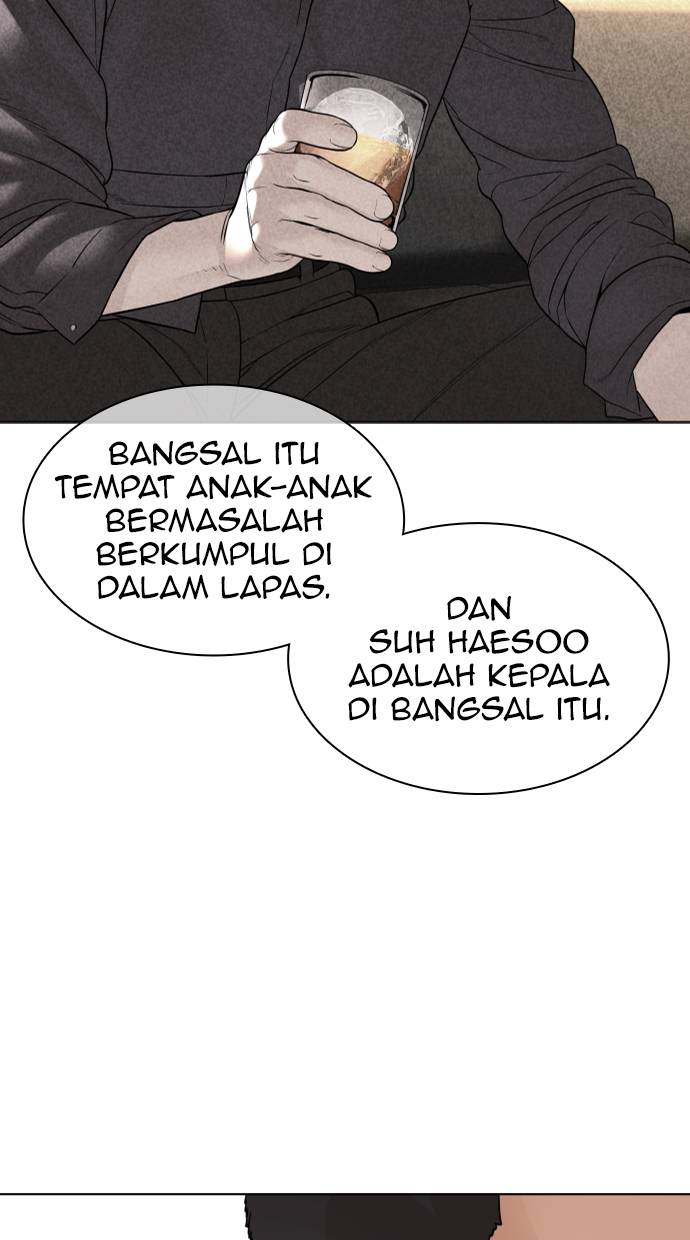 BANGSAL ITU
TEMPAT ANAK-ANAK
BERMASALAH
BERKUMPUL DI
DALAM LAPAS.
DAN
SUH HAESOO
ADALAH KEPALA
DI BANGSAL ITU.